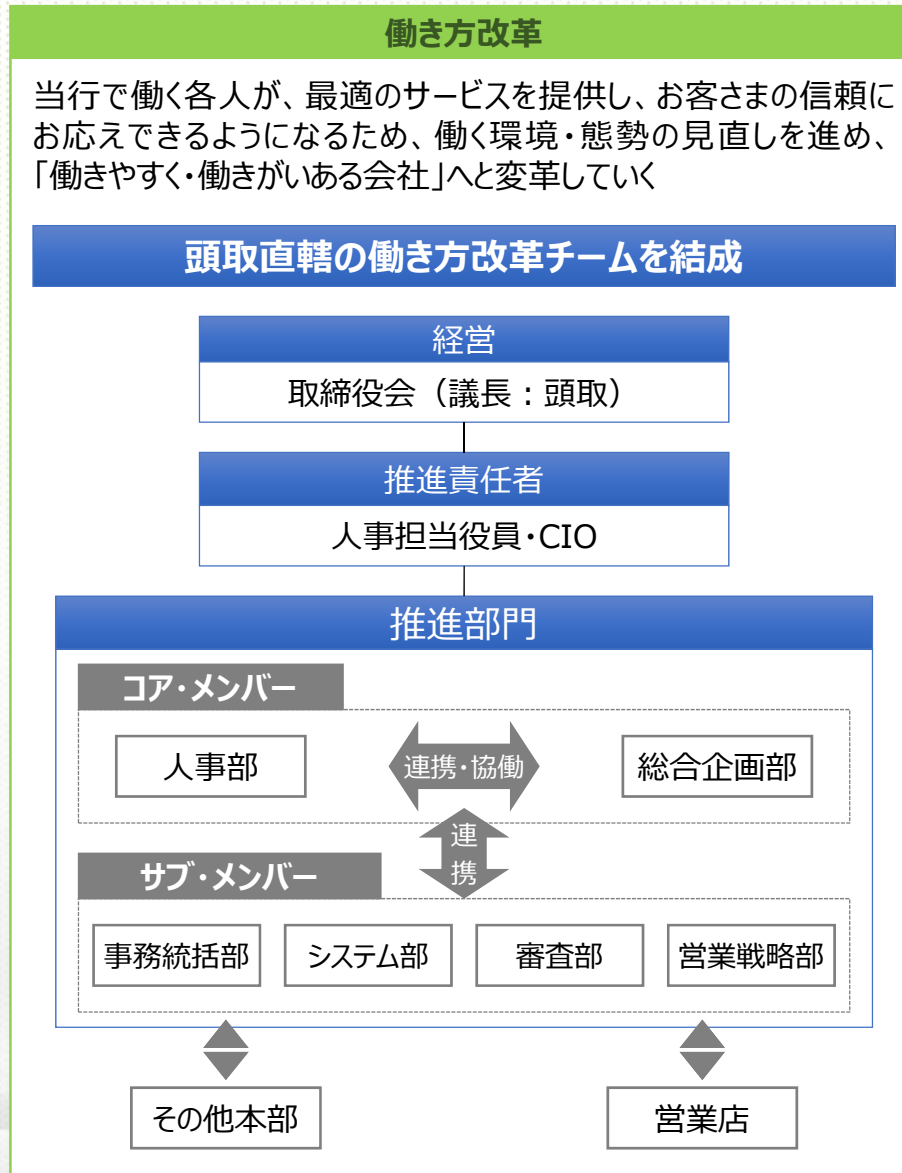 働き方改革
当行で働く各人が、最適のサービスを提供し、お客さまの信頼に
お応えできるようになるため、働く環境・態勢の見直しを進め、
「働きやすく・働きがいある会社」へと変革していく
頭取直轄の働き方改革チームを結成
経営
取締役会（議長：頭取）
推進責任者
人事担当役員・CIO
推進部門
コア・メンバー
人事部
連携・協働
総合企画部
連
携
サブ・メンバー
事務統括部
システム部
審査部
営業戦略部
その他本部
営業店